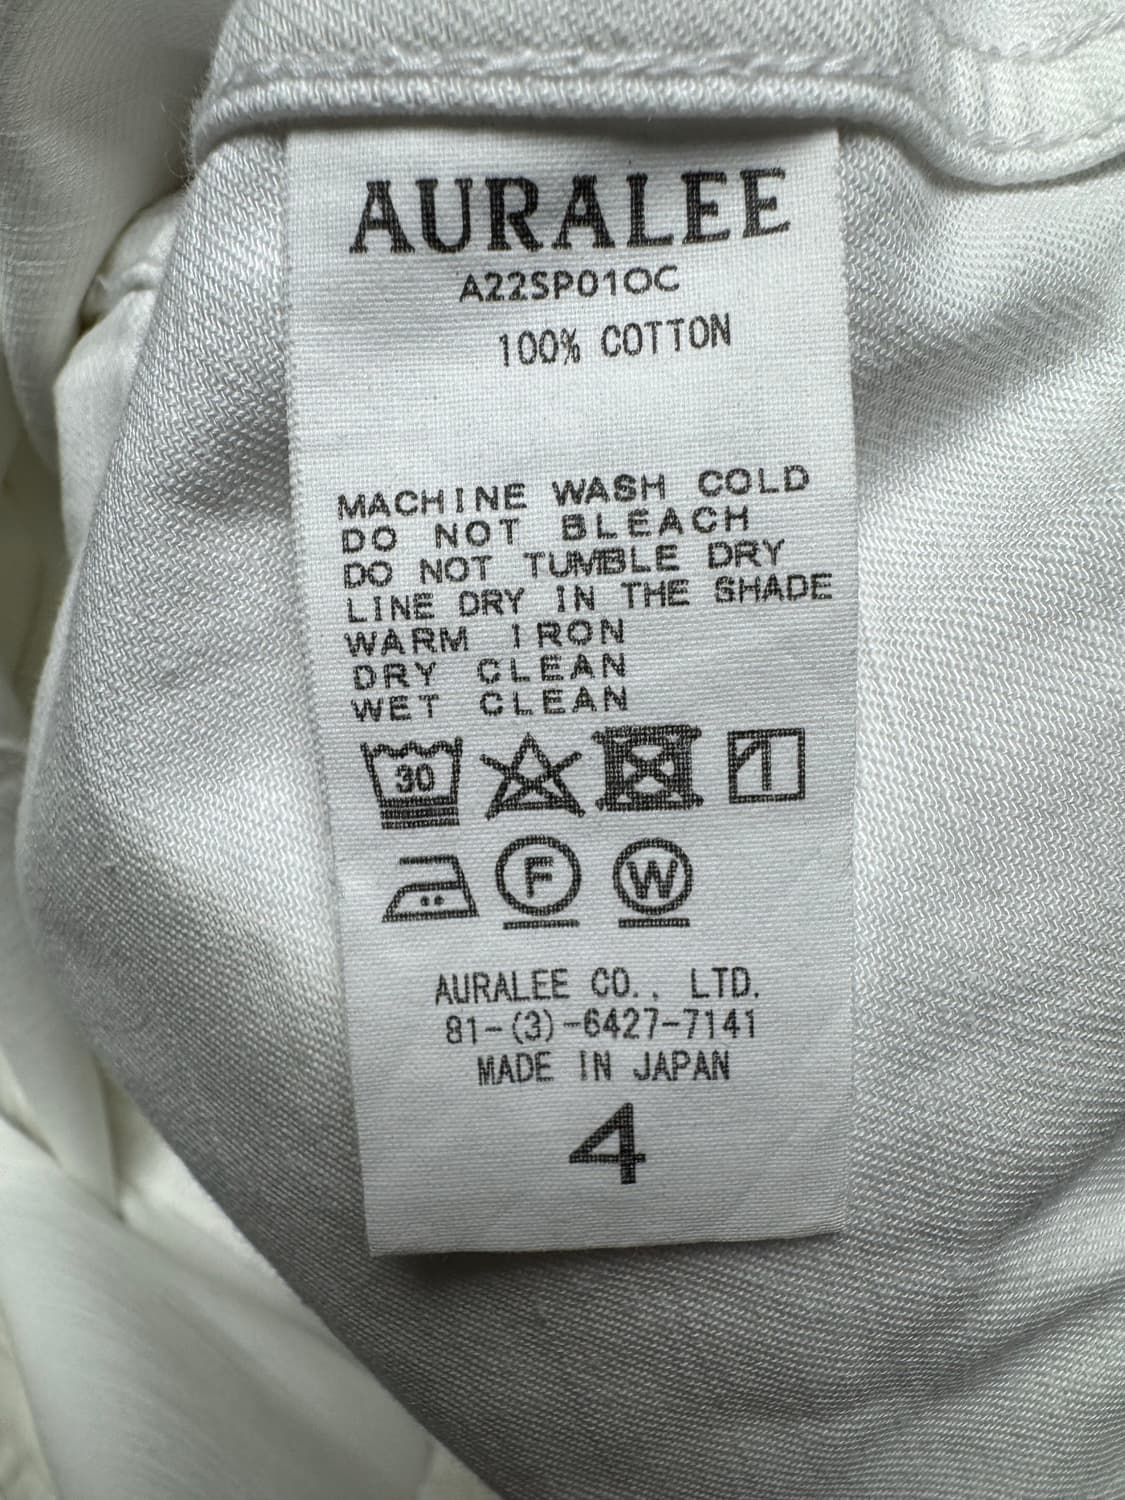 AURALEE
A22SP01OC
100% COTTON
MACHINE WASH COLD
DO NOT BLEACH
DO NOT TUMBLE DRY
LINE DRY IN THE SHADE
WARM IRON
DRY CLEAN
WET CLEAN
30
F W
AURALEE CO., LTD.
81-(3)-6427-7141
MADE IN JAPAN
4